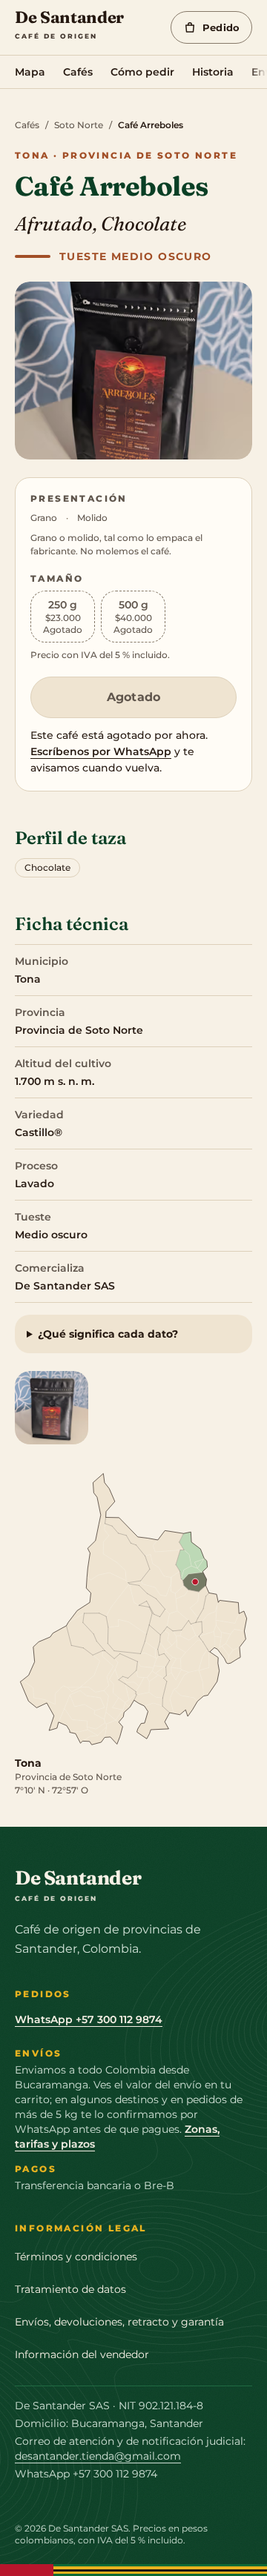 De Santander
CAFÉ DE ORIGEN
Pedido
Mapa Cafés Cómo pedir Historia En
Cafés / Soto Norte / Café Arreboles
TONA · PROVINCIA DE SOTO NORTE
Café Arreboles
Afrutado, Chocolate
TUESTE MEDIO OSCURO
ARREBOLES
PRESENTACIÓN
Grano · Molido
Grano o molido, tal como lo empaca el
fabricante. No molemos el café.
TAMAÑO
250 g
$23.000
Agotado
500 g
$40.000
Agotado
Precio con IVA del 5 % incluido.
Agotado
Este café está agotado por ahora.
Escríbenos por WhatsApp y te
avisamos cuando vuelva.
Perfil de taza
Chocolate
Ficha técnica
Municipio
Tona
Provincia
Provincia de Soto Norte
Altitud del cultivo
1.700 m s. n. m.
Variedad
Castillo®
Proceso
Lavado
Tueste
Medio oscuro
Comercializa
De Santander SAS
▶ ¿Qué significa cada dato?
Tona
Provincia de Soto Norte
7°10′ N · 72°57′ O
De Santander
CAFÉ DE ORIGEN
Café de origen de provincias de
Santander, Colombia.
PEDIDOS
WhatsApp +57 300 112 9874
ENVÍOS
Enviamos a todo Colombia desde
Bucaramanga. Ves el valor del envío en tu
carrito; en algunos destinos y en pedidos de
más de 5 kg te lo confirmamos por
WhatsApp antes de que pagues. Zonas,
tarifas y plazos
PAGOS
Transferencia bancaria o Bre-B
INFORMACIÓN LEGAL
Términos y condiciones
Tratamiento de datos
Envíos, devoluciones, retracto y garantía
Información del vendedor
De Santander SAS · NIT 902.121.184-8
Domicilio: Bucaramanga, Santander
Correo de atención y de notificación judicial:
desantander.tienda@gmail.com
WhatsApp +57 300 112 9874
© 2026 De Santander SAS. Precios en pesos
colombianos, con IVA del 5 % incluido.